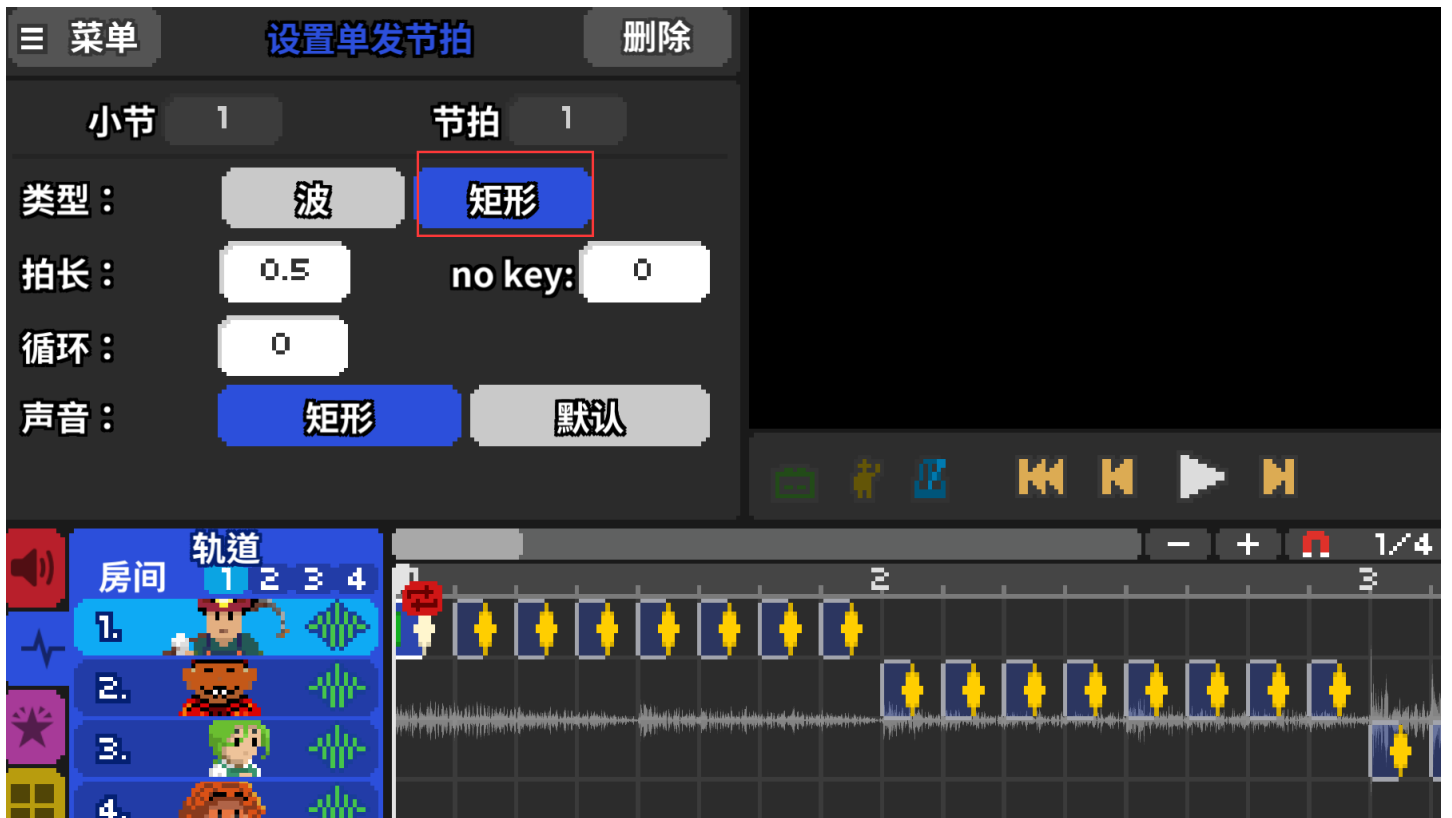 ☰ 菜单 设置单发节拍 删除
小节 1 节拍 1
类型： 波 矩形
拍长： 0.5 no key: 0
循环： 0
声音： 矩形 默认
轨道
房间 1 2 3 4
− + 1/4
2 3
1.
2.
3.
4.